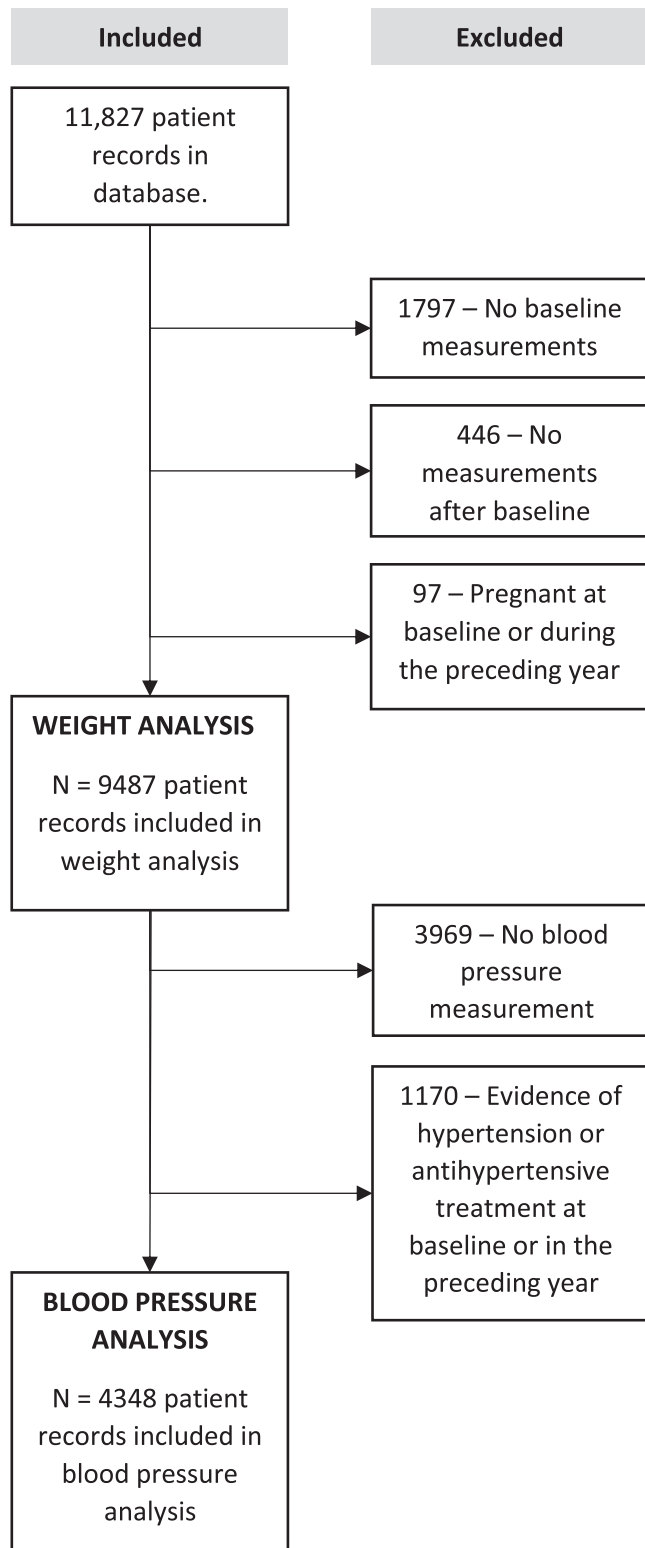 Included
Excluded
11,827 patient
records in
database.
1797 – No baseline
measurements
446 – No
measurements
after baseline
97 – Pregnant at
baseline or during
the preceding year
WEIGHT ANALYSIS
N = 9487 patient
records included in
weight analysis
3969 – No blood
pressure
measurement
1170 – Evidence of
hypertension or
antihypertensive
treatment at
baseline or in the
preceding year
BLOOD PRESSURE
ANALYSIS
N = 4348 patient
records included in
blood pressure
analysis